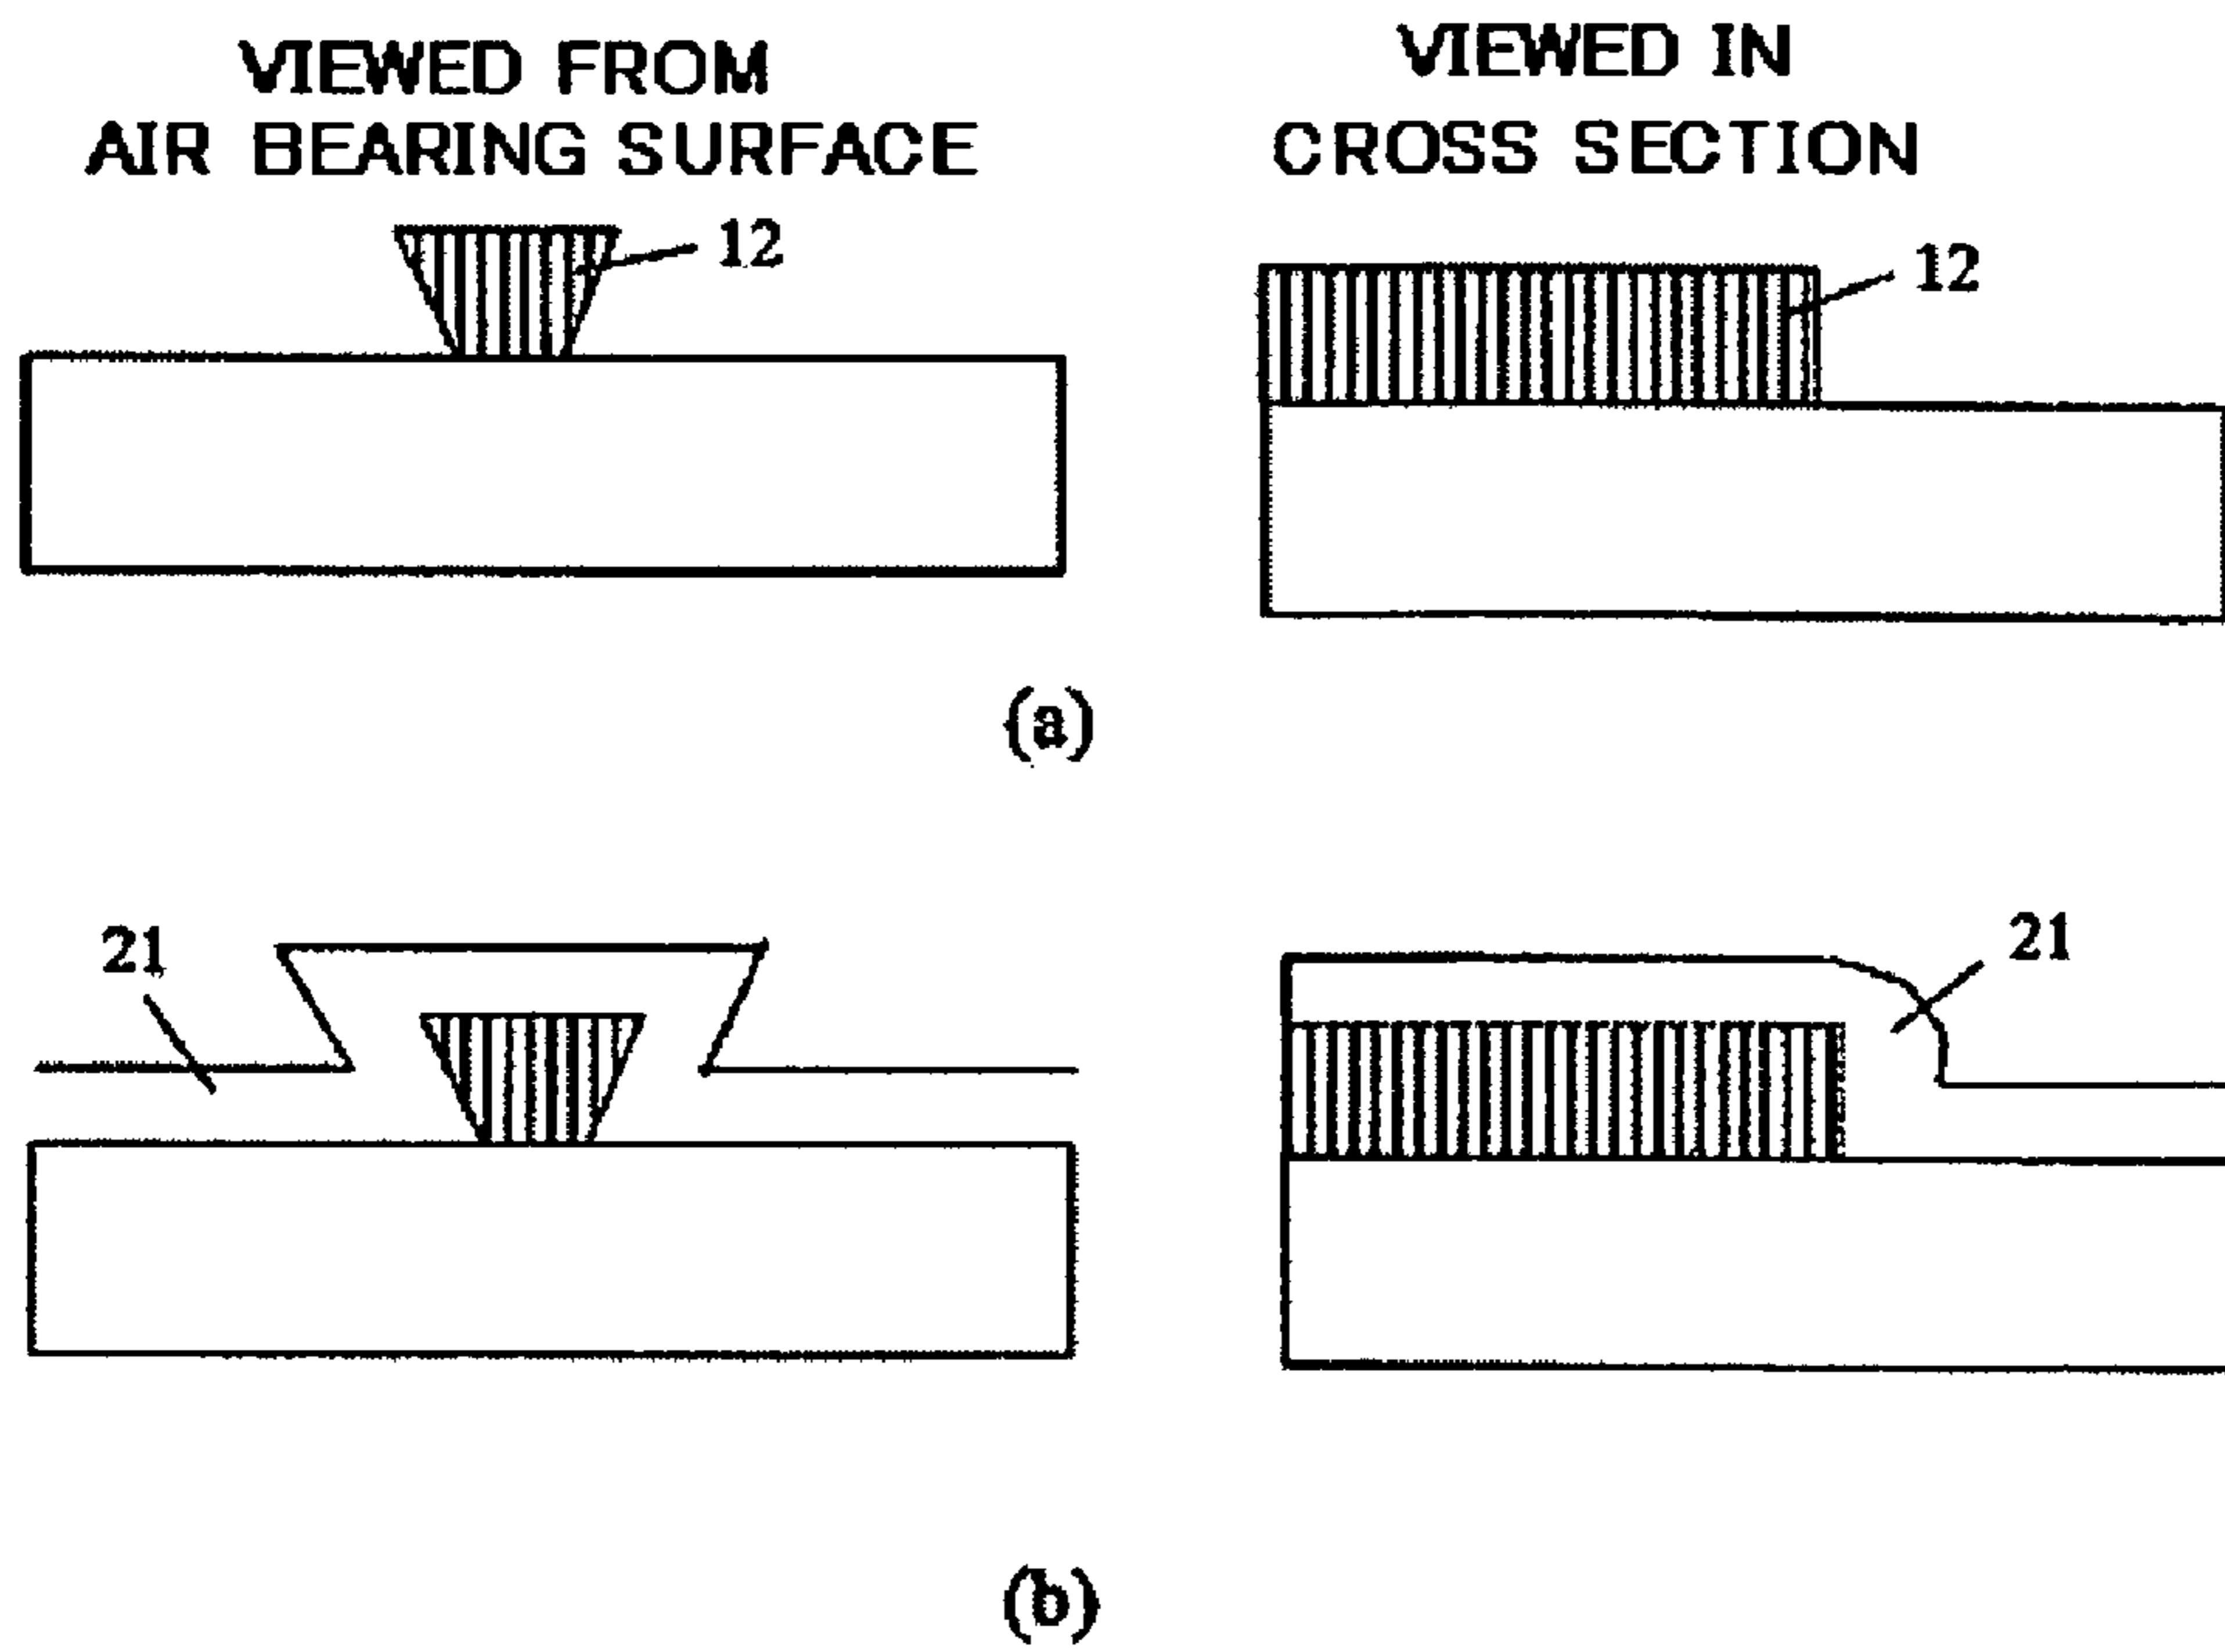 VIEWED FROM
AIR BEARING SURFACE
VIEWED IN
CROSS SECTION
12
12
(a)
21
21
(b)